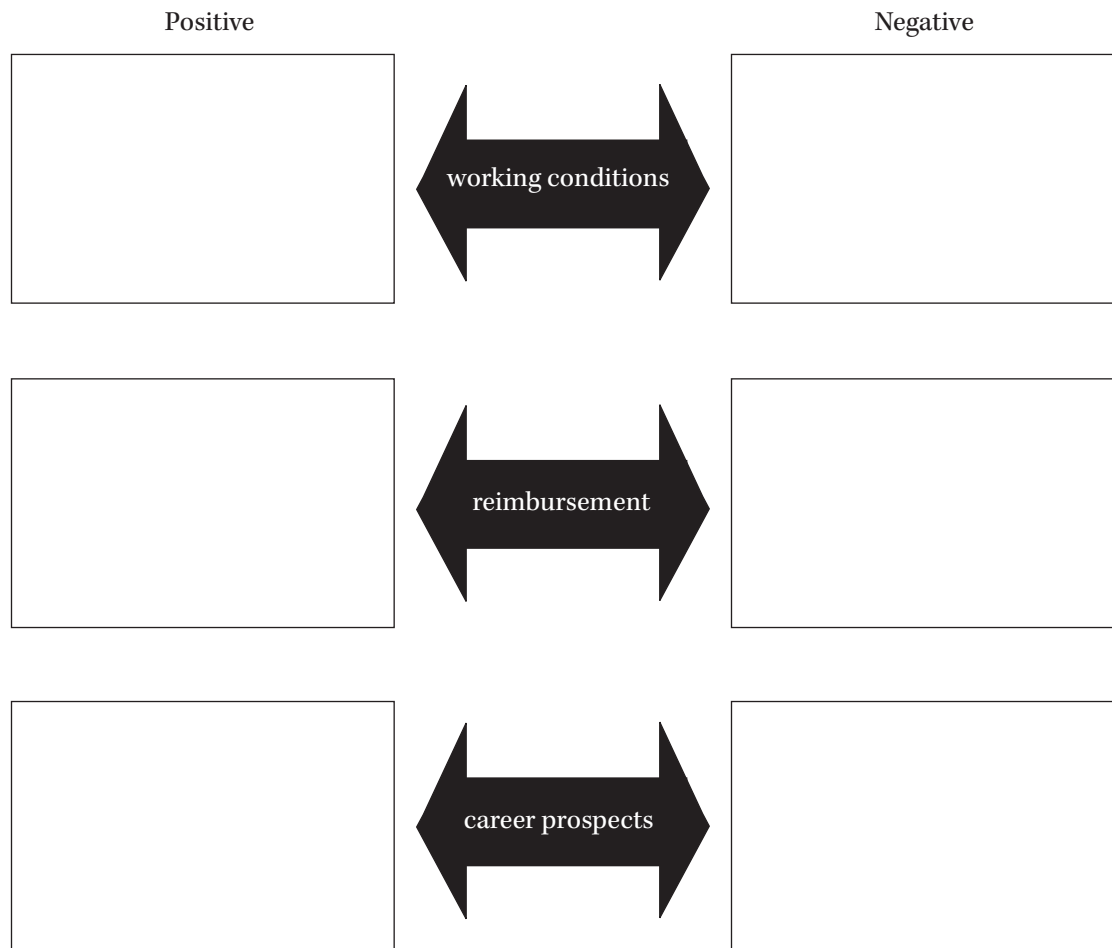 Positive
Negative
working conditions
reimbursement
career prospects